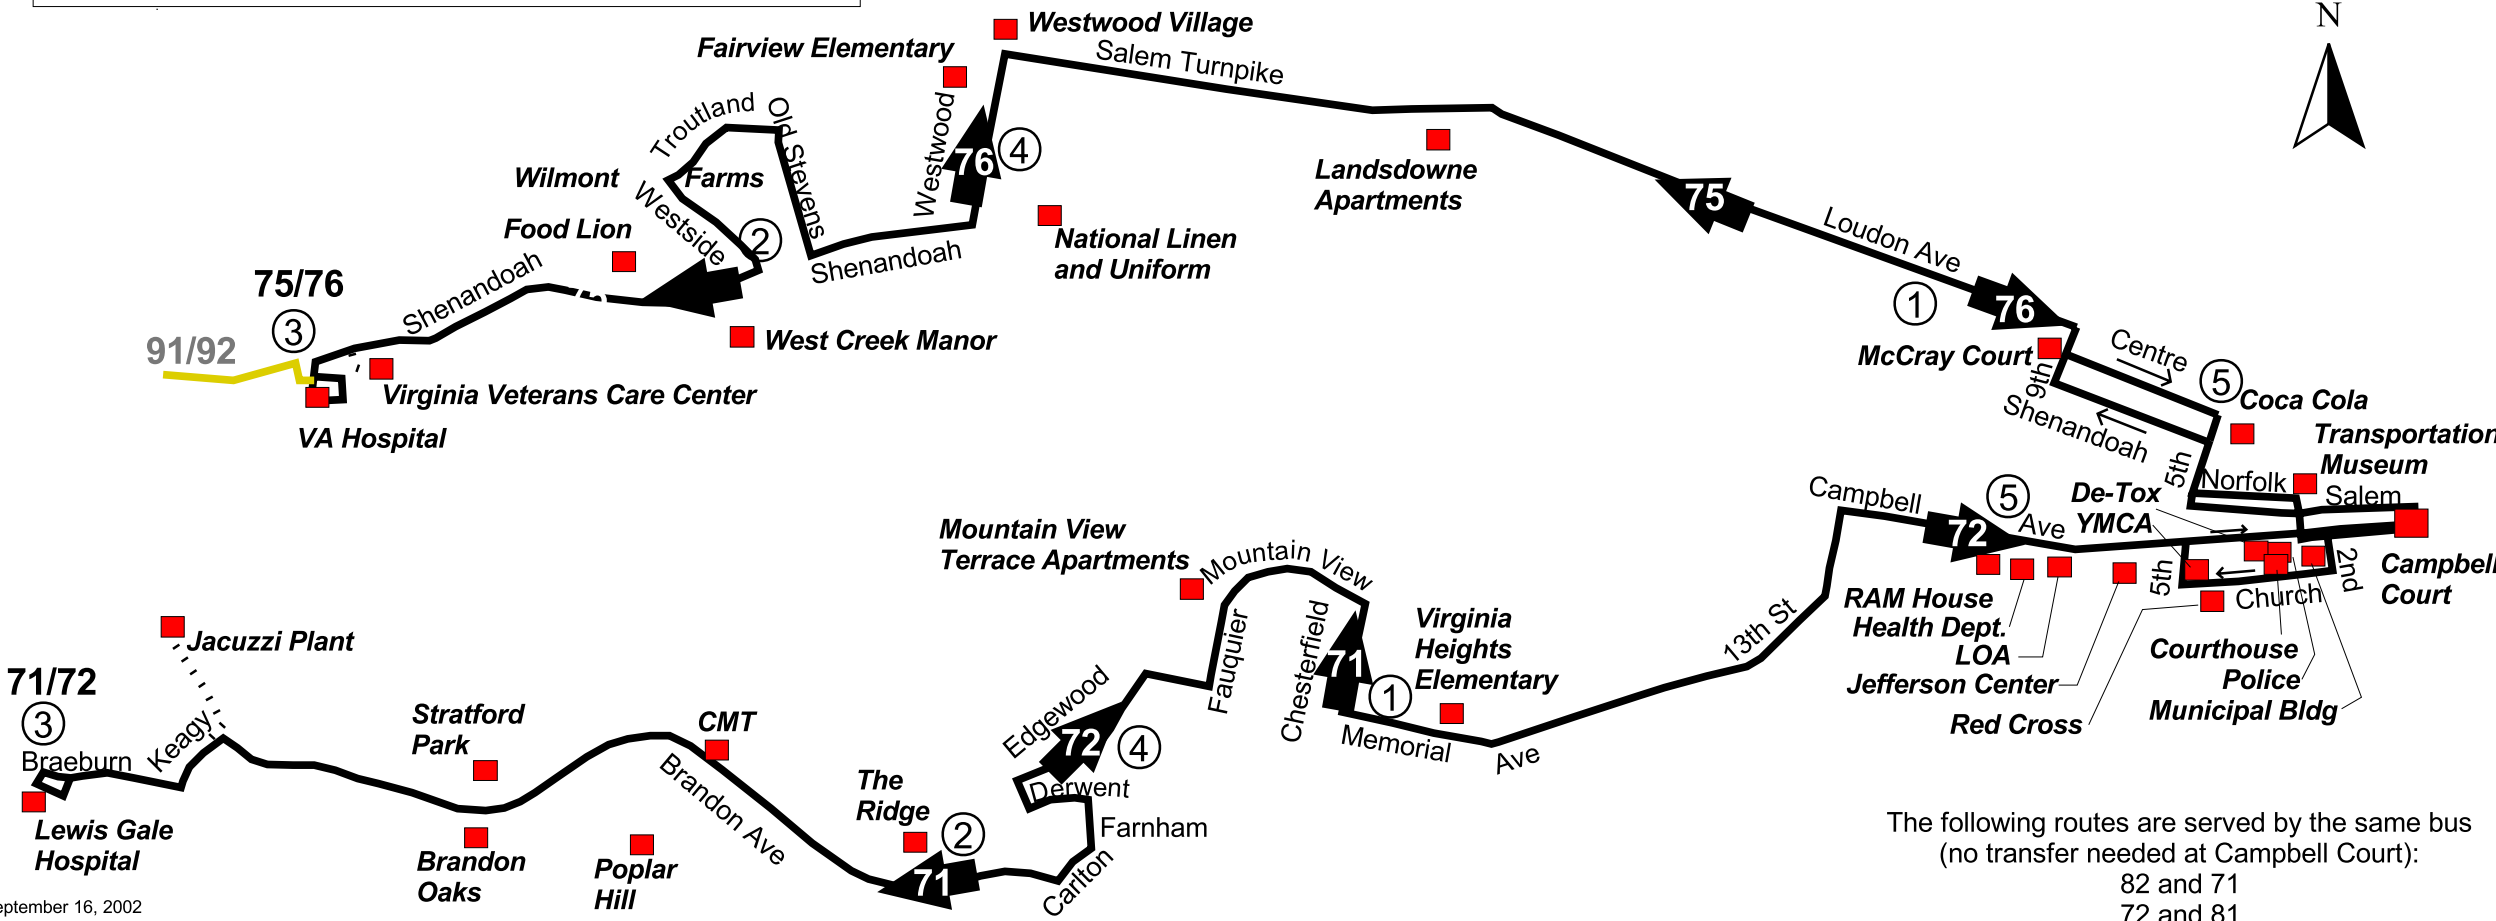 N
Westwood Village
Fairview Elementary
Salem Turnpike
Troutland
Old Stevens
Westwood
76
4
Wilmont Farms
Landsdowne
Apartments
75
Westside
Food Lion
2
Shenandoah
National Linen
and Uniform
Loudon Ave
75/76
3
Shenandoah
1
76
91/92
West Creek Manor
McCray Court
Centre
5
9th
Shenandoah
Coca Cola
Virginia Veterans Care Center
VA Hospital
Transportation
Museum
5th
Norfolk
Salem
De-Tox
YMCA
Campbell
5
72
Ave
Mountain View
Terrace Apartments
Mountain View
5th
2nd
Campbell
Court
Church
RAM House
Health Dept.
LOA
Jefferson Center
Red Cross
Courthouse
Police
Municipal Bldg
Fauquier
Chesterfield
71
1
Virginia
Heights
Elementary
13th St
Memorial
Ave
Jacuzzi Plant
71/72
3
Braeburn
Keagy
Stratford
Park
CMT
Edgewood
72
4
Derwent
Brandon Ave
The
Ridge
2
Farnham
71
Carlton
Lewis Gale
Hospital
Brandon
Oaks
Poplar
Hill
The following routes are served by the same bus
(no transfer needed at Campbell Court):
82 and 71
72 and 81
eptember 16, 2002